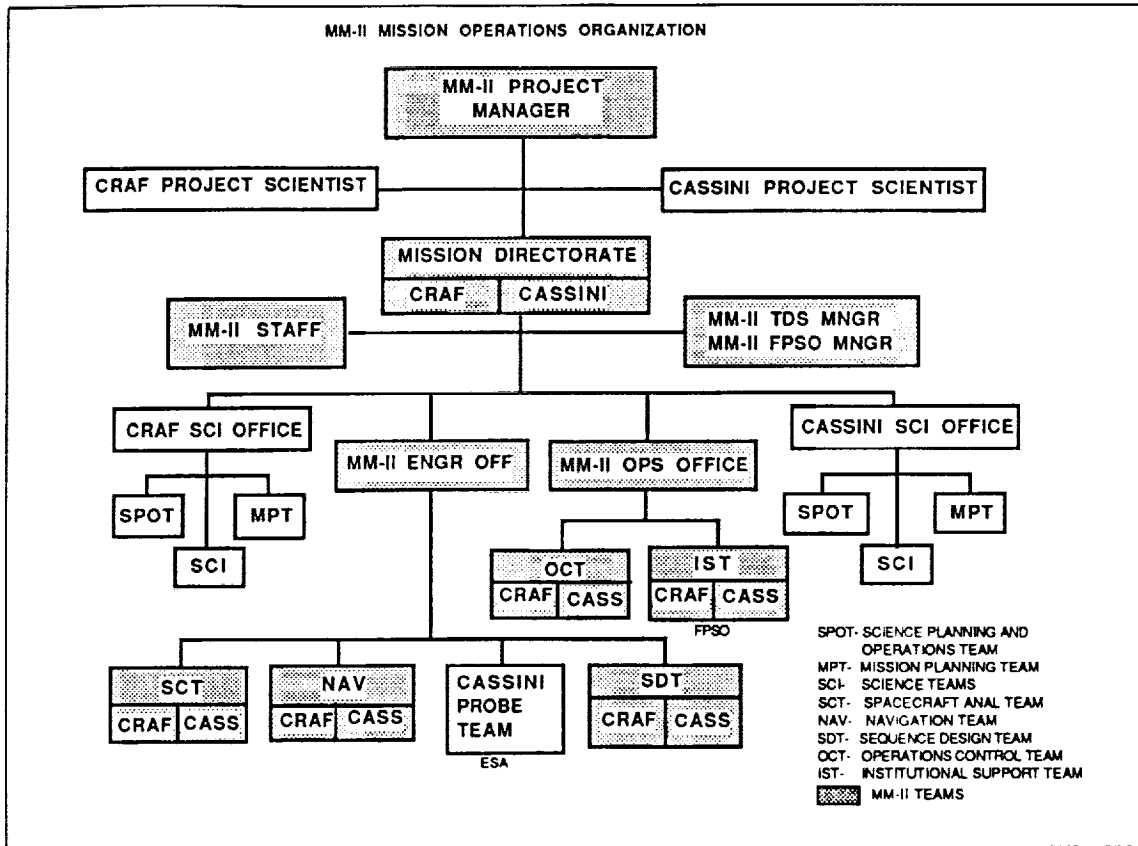 MM-II MISSION OPERATIONS ORGANIZATION
MM-II PROJECT
MANAGER
CRAF PROJECT SCIENTIST
CASSINI PROJECT SCIENTIST
MISSION DIRECTORATE
CRAF
CASSINI
MM-II STAFF
MM-II TDS MNGR
MM-II FPSO MNGR
CRAF SCI OFFICE
MM-II ENGR OFF
MM-II OPS OFFICE
CASSINI SCI OFFICE
SPOT
MPT
SCI
OCT
CRAF
CASS
IST
CRAF
CASS
FPSO
SPOT
MPT
SCI
SCT
CRAF
CASS
NAV
CRAF
CASS
CASSINI
PROBE
TEAM
ESA
SDT
CRAF
CASS
SPOT- SCIENCE PLANNING AND
OPERATIONS TEAM
MPT- MISSION PLANNING TEAM
SCI- SCIENCE TEAMS
SCT- SPACECRAFT ANAL TEAM
NAV- NAVIGATION TEAM
SDT- SEQUENCE DESIGN TEAM
OCT- OPERATIONS CONTROL TEAM
IST- INSTITUTIONAL SUPPORT TEAM
MM-II TEAMS